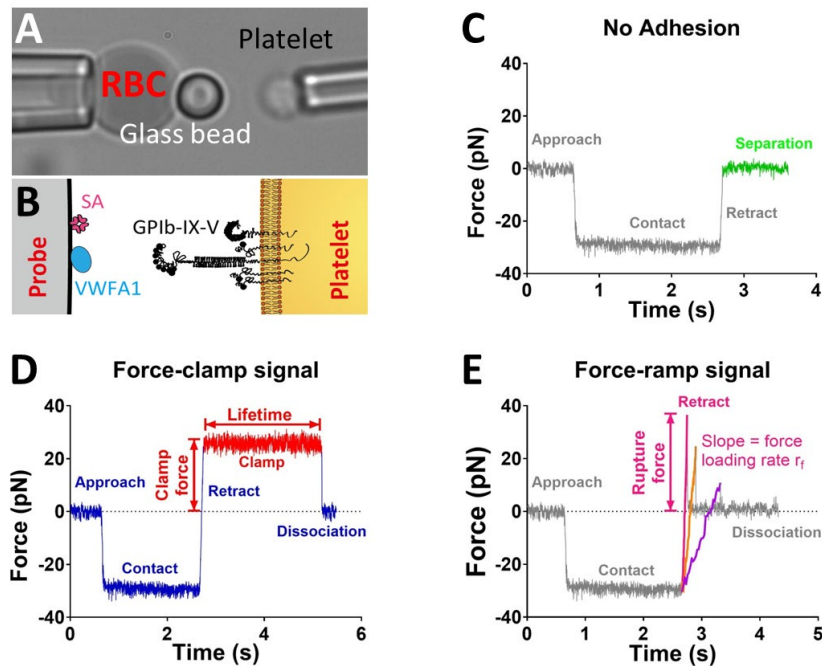 A
Platelet
RBC
Glass bead
B
SA
GPIb-IX-V
Probe
VWFA1
Platelet
C
No Adhesion
Force (pN)
40
20
0
-20
-40
Approach
Separation
Contact
Retract
0 1 2 3 4
Time (s)
D
Force-clamp signal
Force (pN)
40
20
0
-20
-40
Lifetime
Clamp
Clamp
force
Approach
Retract
Dissociation
Contact
0 2 4 6
Time (s)
E
Force-ramp signal
Force (pN)
40
20
0
-20
-40
Retract
Rupture
force
Slope = force
loading rate rf
Approach
Dissociation
Contact
0 1 2 3 4 5
Time (s)